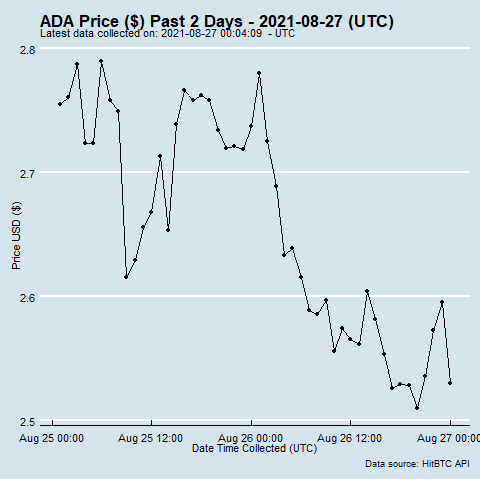 ADA Price ($) Past 2 Days - 2021-08-27 (UTC)
Latest data collected on: 2021-08-27 00:04:09  - UTC
2.8
2.7
2.6
2.5
Price USD ($)
Aug 25 00:00 Aug 25 12:00 Aug 26 00:00 Aug 26 12:00 Aug 27 00:00
Date Time Collected (UTC)
Data source: HitBTC API